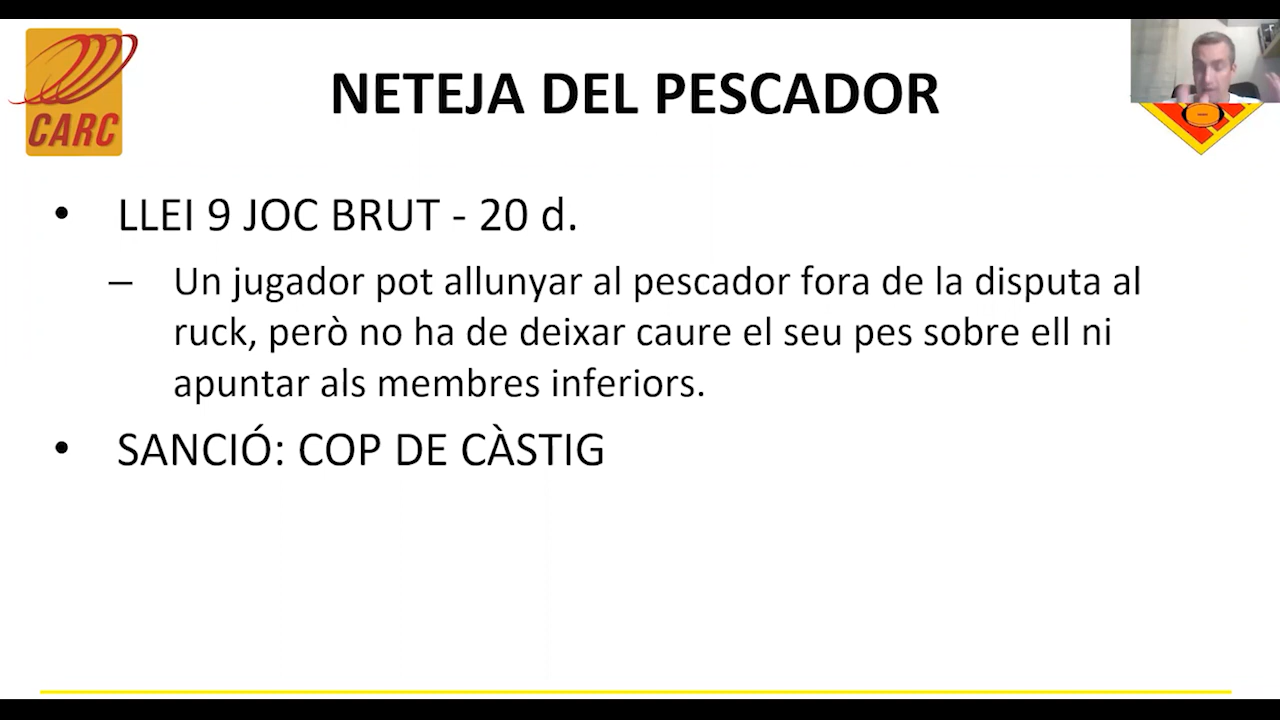 CARC
NETEJA DEL PESCADOR
• LLEI 9 JOC BRUT - 20 d.
– Un jugador pot allunyar al pescador fora de la disputa al
ruck, però no ha de deixar caure el seu pes sobre ell ni
apuntar als membres inferiors.
• SANCIÓ: COP DE CÀSTIG